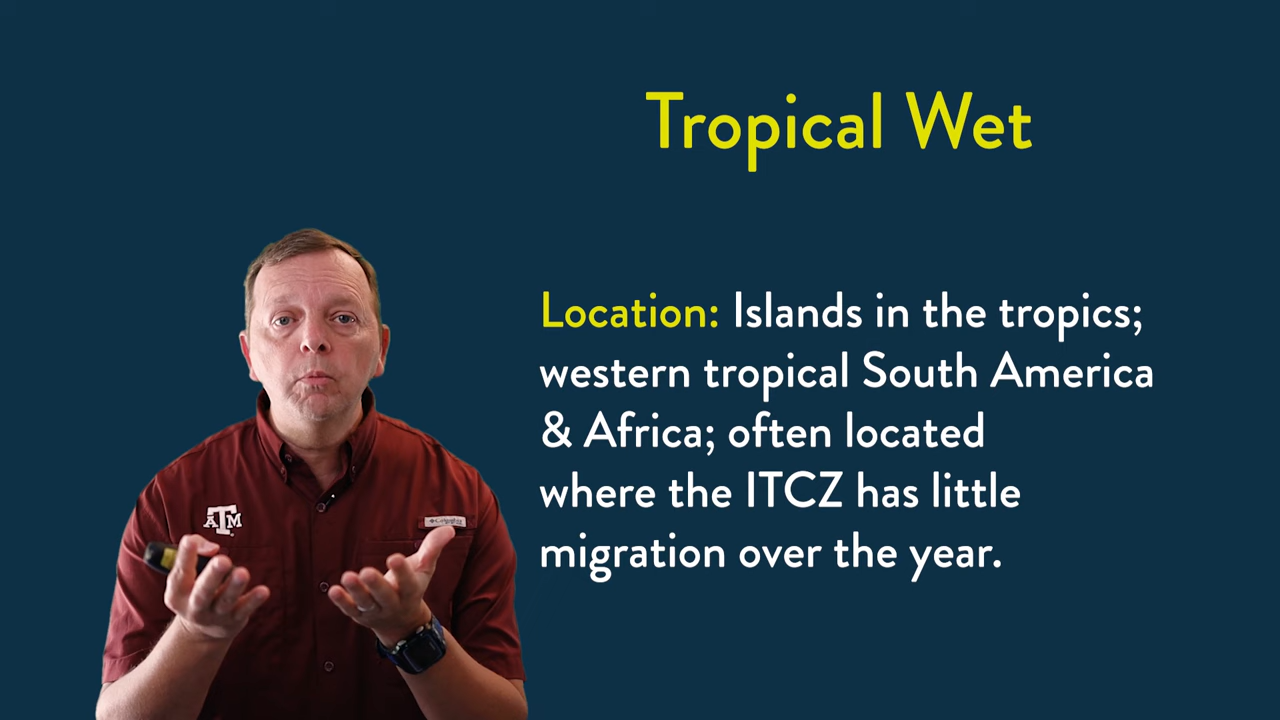 Tropical Wet
Location: Islands in the tropics;
western tropical South America
& Africa; often located
where the ITCZ has little
migration over the year.
ATM
Columbia